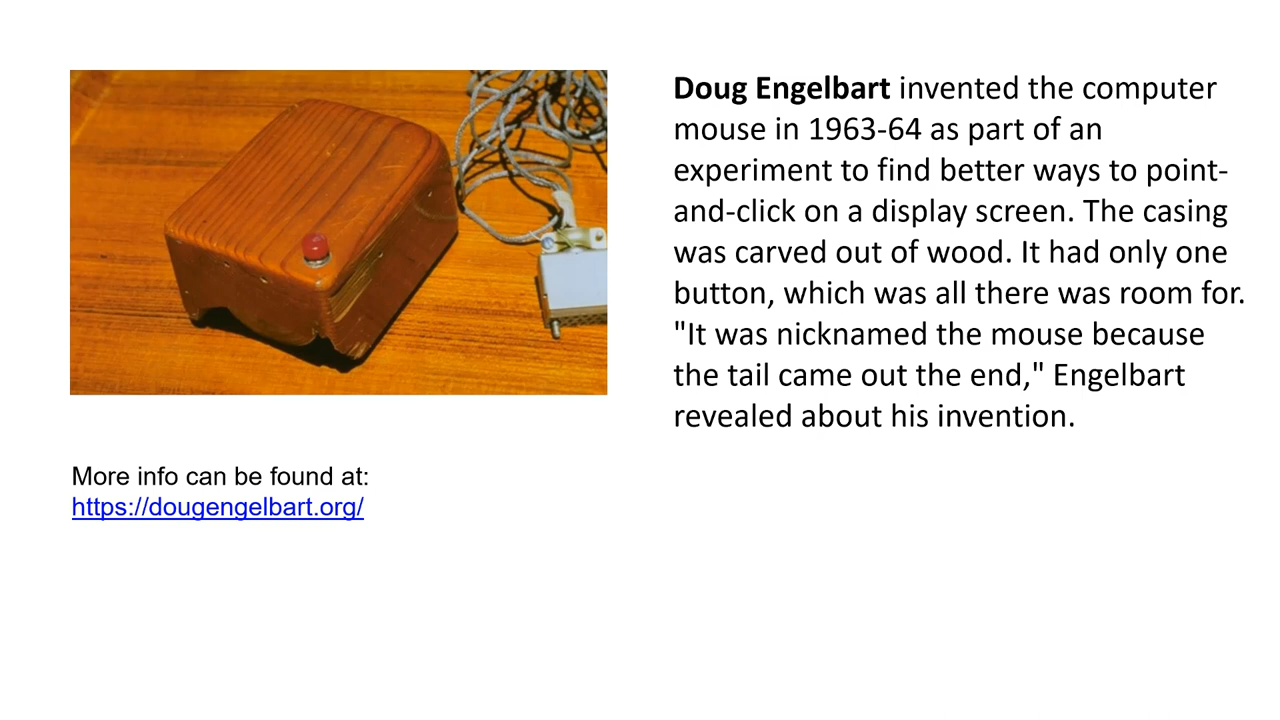 Doug Engelbart invented the computer
mouse in 1963-64 as part of an
experiment to find better ways to point-
and-click on a display screen. The casing
was carved out of wood. It had only one
button, which was all there was room for.
"It was nicknamed the mouse because
the tail came out the end," Engelbart
revealed about his invention.
More info can be found at:
https://dougengelbart.org/